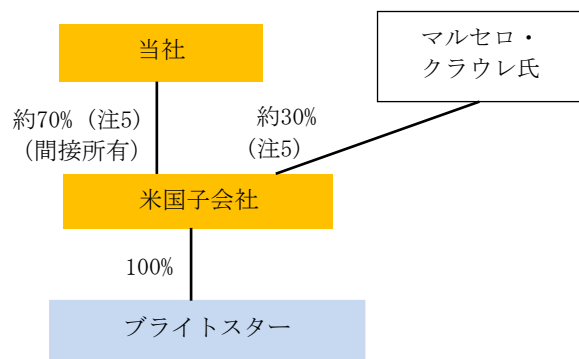 当社
マルセロ・
クラウレ氏
約70%（注5）
（間接所有）
約30%
（注5）
米国子会社
100%
ブライトスター